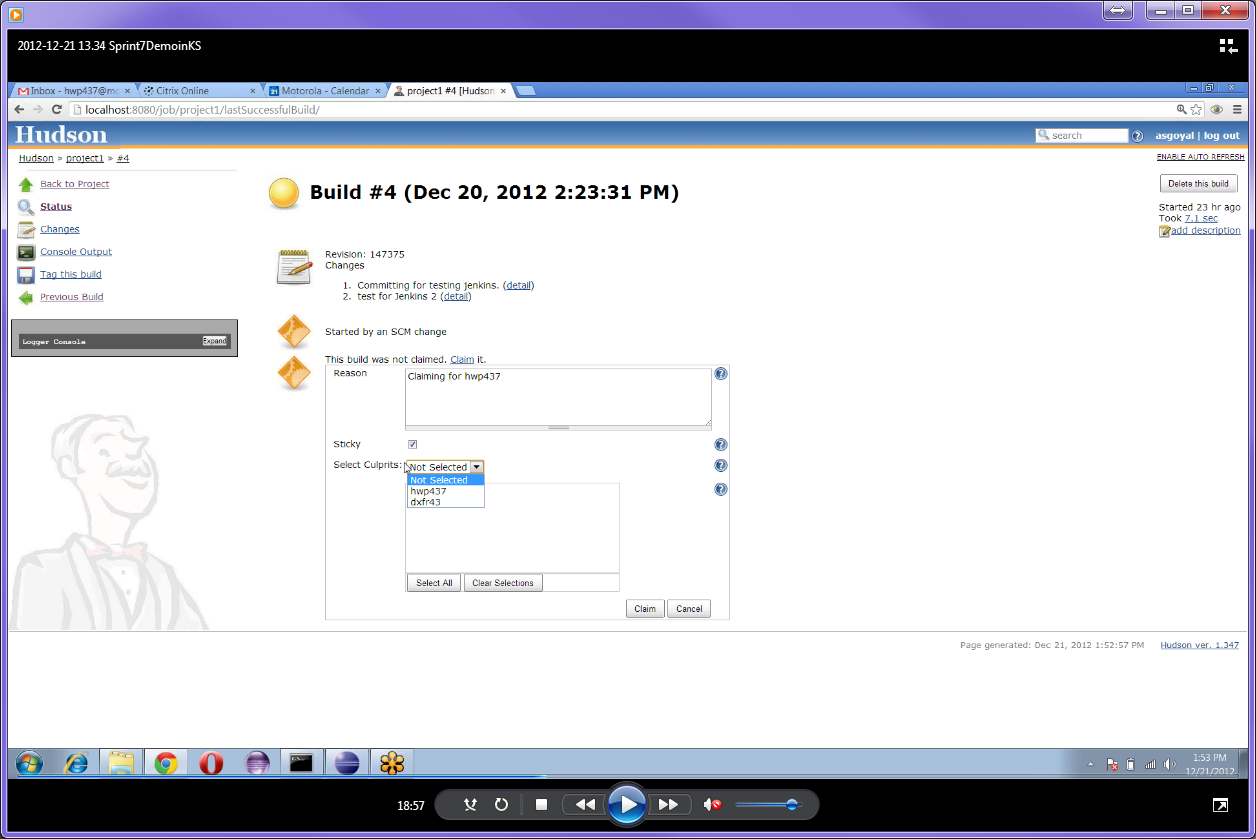 2012-12-21 13.34 Sprint7DemoinKS
Inbox - hwp437@mc
Citrix Online
Motorola - Calendar
project1 #4 [Hudson
localhost:8080/job/project1/lastSuccessfulBuild/
Hudson
search
asgoyal | log out
Hudson » project1 » #4
ENABLE AUTO REFRESH
Back to Project
Status
Changes
Console Output
Tag this build
Previous Build
Logger Console
Expand
Build #4 (Dec 20, 2012 2:23:31 PM)
Delete this build
Started 23 hr ago
Took 7.1 sec
add description
Revision: 147375
Changes
1. Committing for testing jenkins. (detail)
2. test for Jenkins 2 (detail)
Started by an SCM change
This build was not claimed. Claim it.
Reason
Claiming for hwp437
Sticky
Select Culprits:
Not Selected
Not Selected
hwp437
dxfr43
Select All
Clear Selections
Claim
Cancel
Page generated: Dec 21, 2012 1:52:57 PM
Hudson ver. 1.347
1:53 PM
12/21/2012
18:57